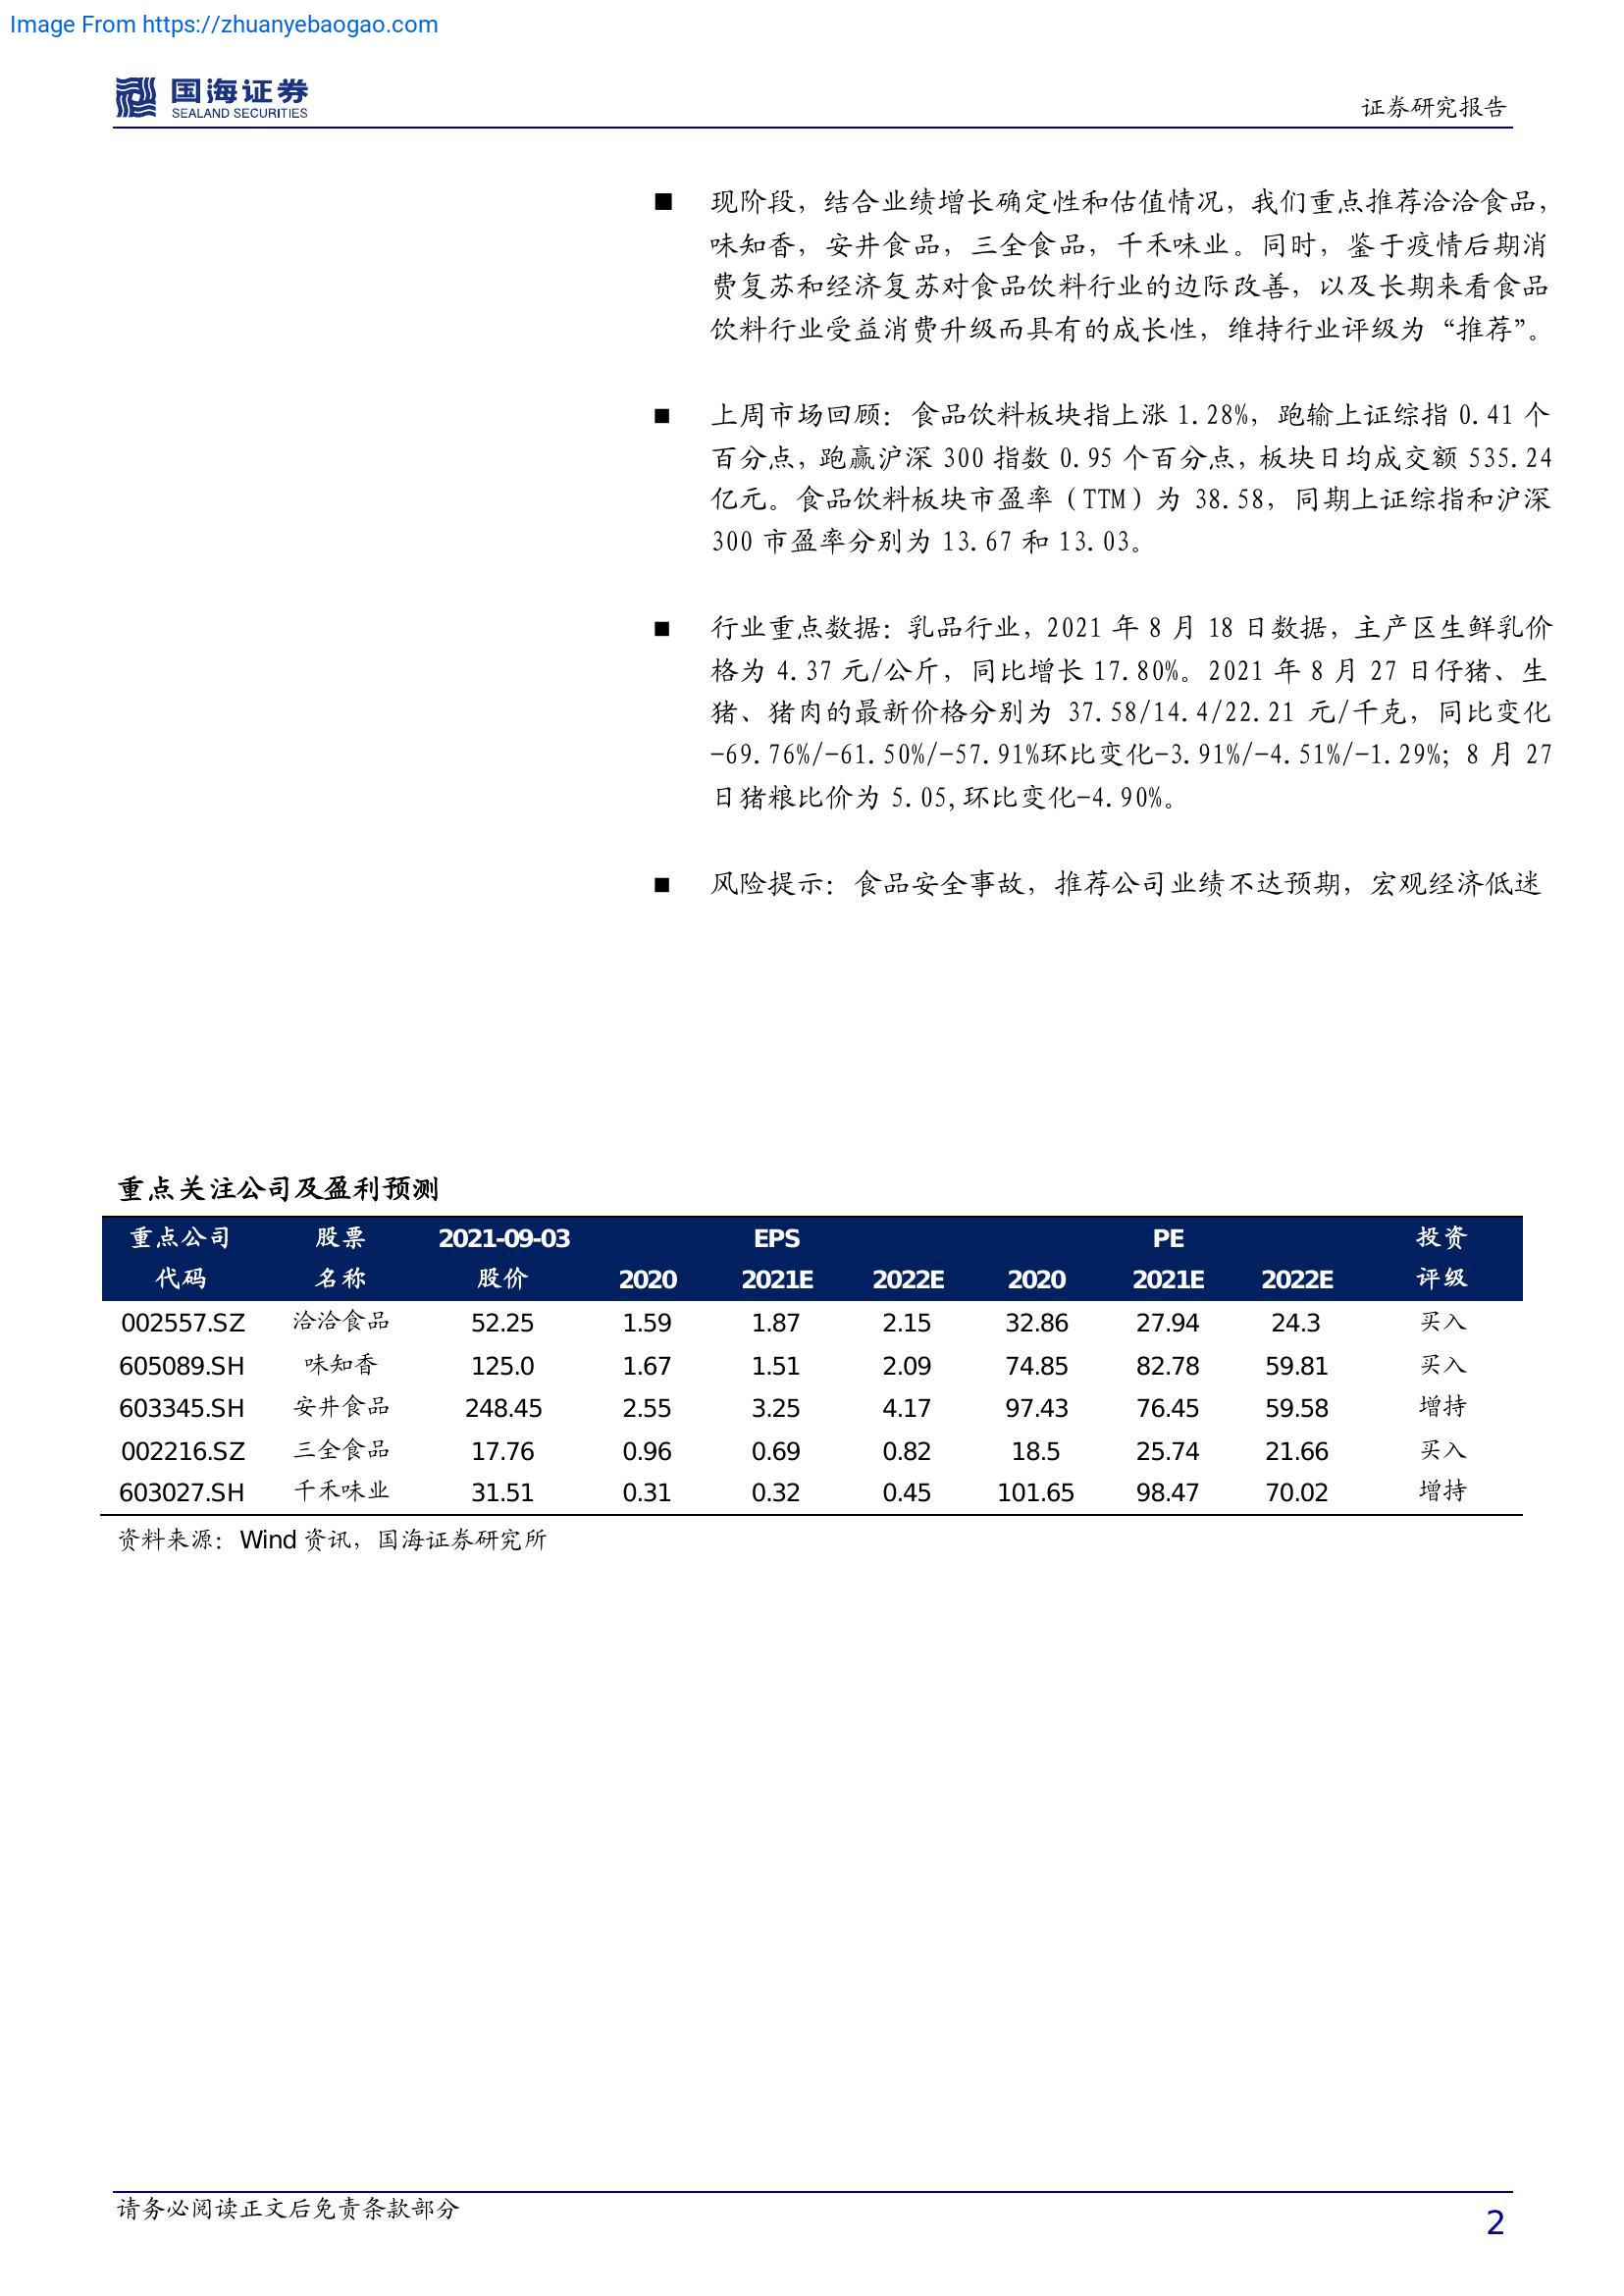 Image From https://zhuanyebaogao.com
国海证券
SEALAND SECURITIES
证券研究报告
■ 现阶段，结合业绩增长确定性和估值情况，我们重点推荐洽洽食品，
味知香，安井食品，三全食品，千禾味业。同时，鉴于疫情后期消
费复苏和经济复苏对食品饮料行业的边际改善，以及长期来看食品
饮料行业受益消费升级而具有的成长性，维持行业评级为“推荐”。
■ 上周市场回顾：食品饮料板块指上涨 1.28%，跑输上证综指 0.41 个
百分点，跑赢沪深 300 指数 0.95 个百分点，板块日均成交额 535.24
亿元。食品饮料板块市盈率（TTM）为 38.58，同期上证综指和沪深
300 市盈率分别为 13.67 和 13.03。
■ 行业重点数据：乳品行业，2021 年 8 月 18 日数据，主产区生鲜乳价
格为 4.37 元/公斤，同比增长 17.80%。2021 年 8 月 27 日仔猪、生
猪、猪肉的最新价格分别为 37.58/14.4/22.21 元/千克，同比变化
-69.76%/-61.50%/-57.91%环比变化-3.91%/-4.51%/-1.29%；8 月 27
日猪粮比价为 5.05,环比变化-4.90%。
■ 风险提示：食品安全事故，推荐公司业绩不达预期，宏观经济低迷
重点关注公司及盈利预测
重点公司 股票 2021-09-03 EPS PE 投资
代码 名称 股价 2020 2021E 2022E 2020 2021E 2022E 评级
002557.SZ 洽洽食品 52.25 1.59 1.87 2.15 32.86 27.94 24.3 买入
605089.SH 味知香 125.0 1.67 1.51 2.09 74.85 82.78 59.81 买入
603345.SH 安井食品 248.45 2.55 3.25 4.17 97.43 76.45 59.58 增持
002216.SZ 三全食品 17.76 0.96 0.69 0.82 18.5 25.74 21.66 买入
603027.SH 千禾味业 31.51 0.31 0.32 0.45 101.65 98.47 70.02 增持
资料来源：Wind 资讯，国海证券研究所
请务必阅读正文后免责条款部分
2